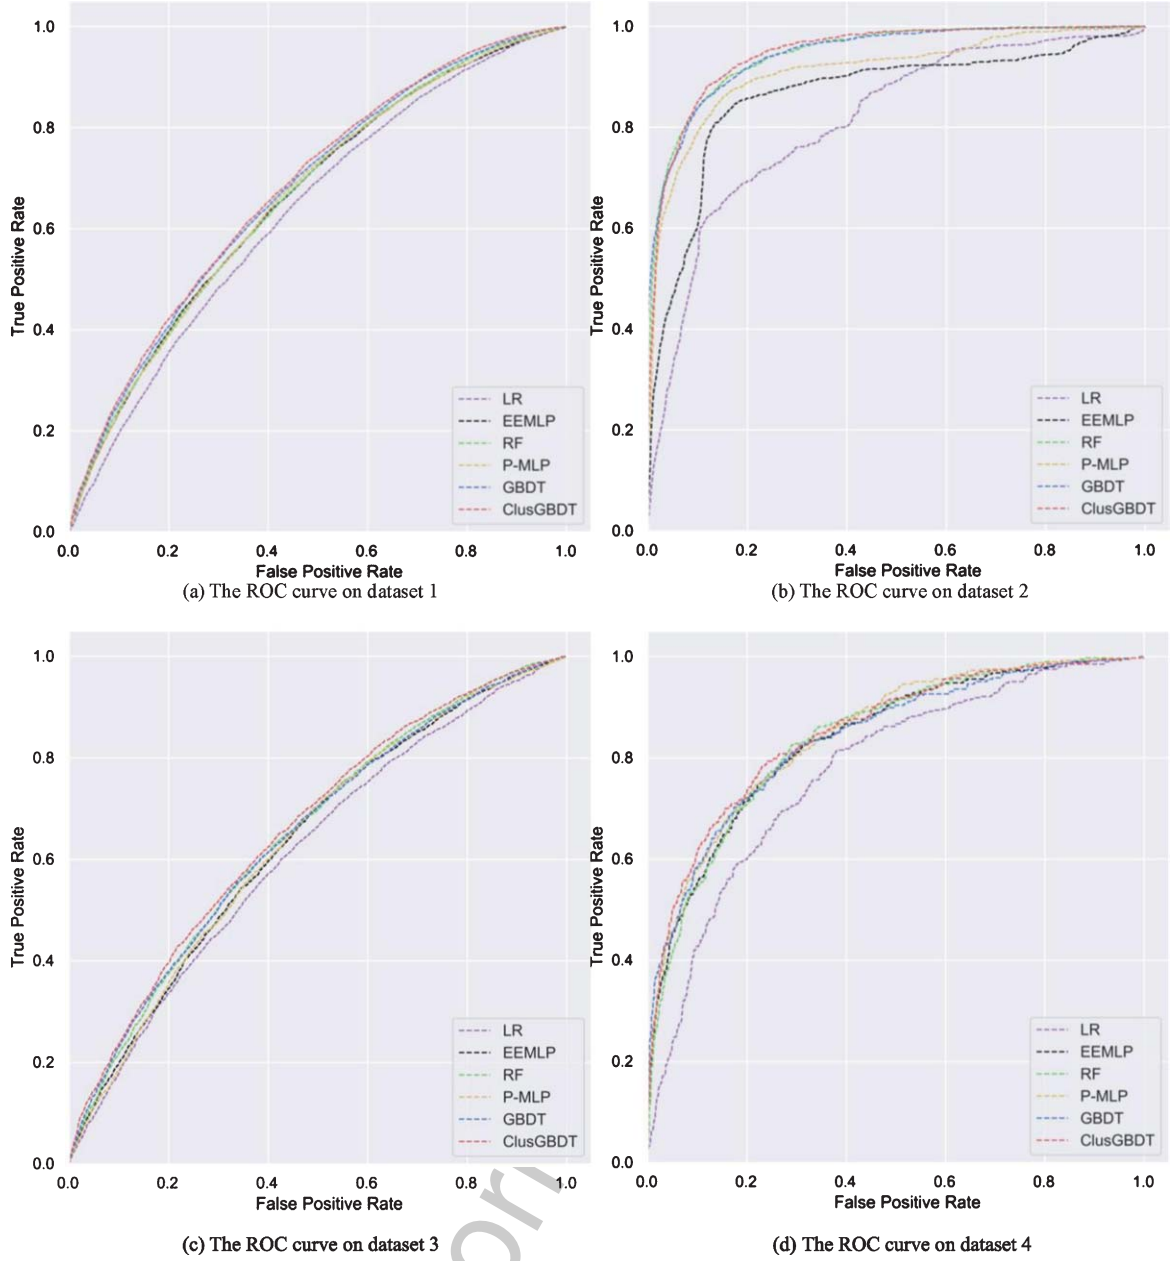 1.0
0.8
0.6
0.4
0.2
0.0
True Positive Rate
LR
EEMLP
RF
P-MLP
GBDT
ClusGBDT
0.0 0.2 0.4 0.6 0.8 1.0
False Positive Rate
(a) The ROC curve on dataset 1
1.0
0.8
0.6
0.4
0.2
0.0
True Positive Rate
LR
EEMLP
RF
P-MLP
GBDT
ClusGBDT
0.0 0.2 0.4 0.6 0.8 1.0
False Positive Rate
(b) The ROC curve on dataset 2
1.0
0.8
0.6
0.4
0.2
0.0
True Positive Rate
LR
EEMLP
RF
P-MLP
GBDT
ClusGBDT
0.0 0.2 0.4 0.6 0.8 1.0
False Positive Rate
(c) The ROC curve on dataset 3
1.0
0.8
0.6
0.4
0.2
0.0
True Positive Rate
LR
EEMLP
RF
P-MLP
GBDT
ClusGBDT
0.0 0.2 0.4 0.6 0.8 1.0
False Positive Rate
(d) The ROC curve on dataset 4